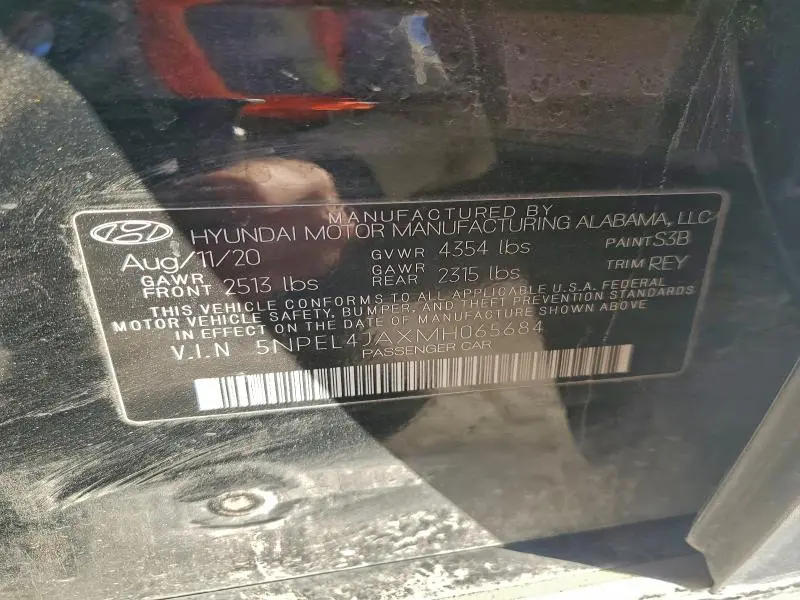 MANUFACTURED BY
HYUNDAI MOTOR MANUFACTURING ALABAMA, LLC
Aug/11/20 GVWR 4354 lbs PAINT S3B
GAWR FRONT 2513 lbs GAWR REAR 2315 lbs TRIM REY
THIS VEHICLE CONFORMS TO ALL APPLICABLE U.S.A. FEDERAL
MOTOR VEHICLE SAFETY, BUMPER, AND THEFT PREVENTION STANDARDS
IN EFFECT ON THE DATE OF MANUFACTURE SHOWN ABOVE
V.I.N 5NPEL4JAXMH065684
PASSENGER CAR